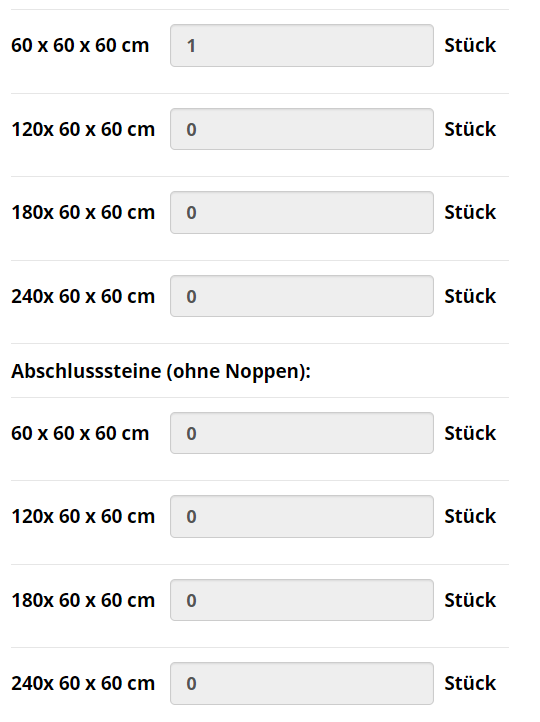 60 x 60 x 60 cm 1 Stück
120x 60 x 60 cm 0 Stück
180x 60 x 60 cm 0 Stück
240x 60 x 60 cm 0 Stück
Abschlusssteine (ohne Noppen):
60 x 60 x 60 cm 0 Stück
120x 60 x 60 cm 0 Stück
180x 60 x 60 cm 0 Stück
240x 60 x 60 cm 0 Stück